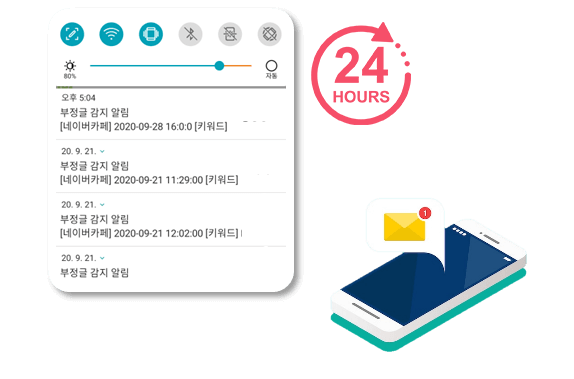 80%
자동
오후 5:04
부정글 감지 알림
[네이버카페] 2020-09-28 16:0:0 [키워드]
20. 9. 21.
부정글 감지 알림
[네이버카페] 2020-09-21 11:29:00 [키워드]
20. 9. 21.
부정글 감지 알림
[네이버카페] 2020-09-21 12:02:00 [키워드]
20. 9. 21.
부정글 감지 알림
24
HOURS
1